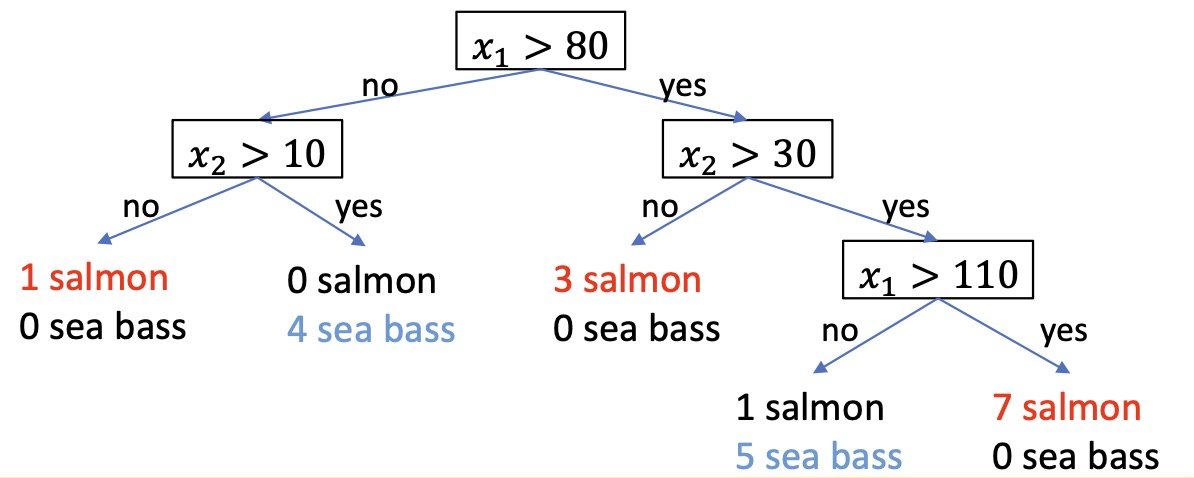 x₁ > 80
no
yes
x₂ > 10
x₂ > 30
no
yes
no
yes
1 salmon
0 sea bass
0 salmon
4 sea bass
3 salmon
0 sea bass
x₁ > 110
no
yes
1 salmon
5 sea bass
7 salmon
0 sea bass